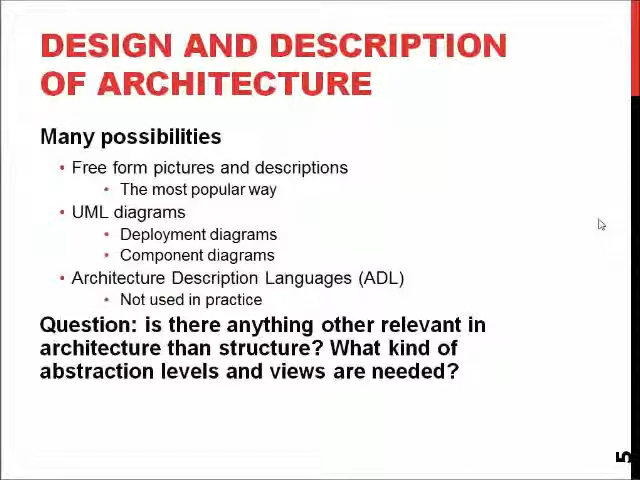 DESIGN AND DESCRIPTION
OF ARCHITECTURE
Many possibilities
• Free form pictures and descriptions
• The most popular way
• UML diagrams
• Deployment diagrams
• Component diagrams
• Architecture Description Languages (ADL)
• Not used in practice
Question: is there anything other relevant in
architecture than structure? What kind of
abstraction levels and views are needed?
5